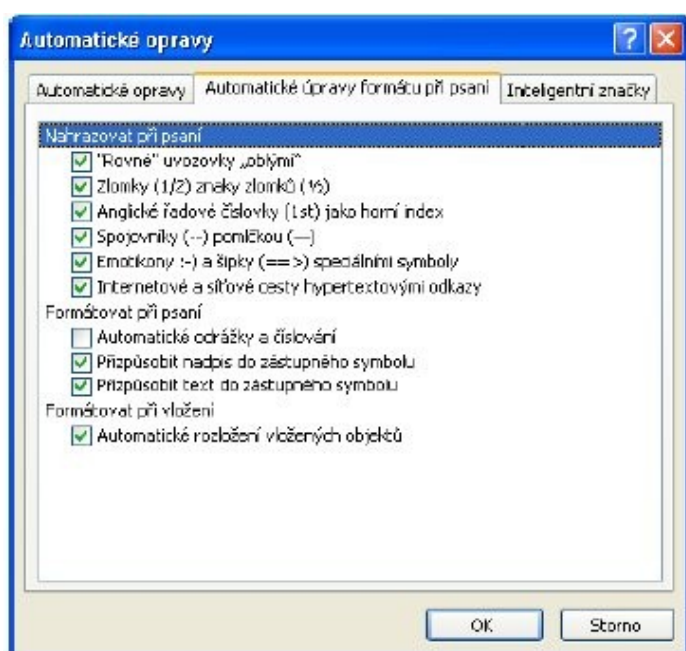 Automatické opravy
Automatické opravy Automatické úpravy formátu při psaní Inteligentní značky
Nahrazovat při psaní
"Rovné" uvozovky „oblými“
Zlomky (1/2) znaky zlomků (½)
Anglické řadové číslovky (1st) jako horní index
Spojovníky (--) pomlčkou (—)
Emotikony :-) a šipky (==>) speciálními symboly
Internetové a síťové cesty hypertextovými odkazy
Formátovat při psaní
Automatické odrážky a číslování
Přizpůsobit nadpis do zástupného symbolu
Přizpůsobit text do zástupného symbolu
Formátovat při vložení
Automatické rozložení vložených objektů
OK Storno